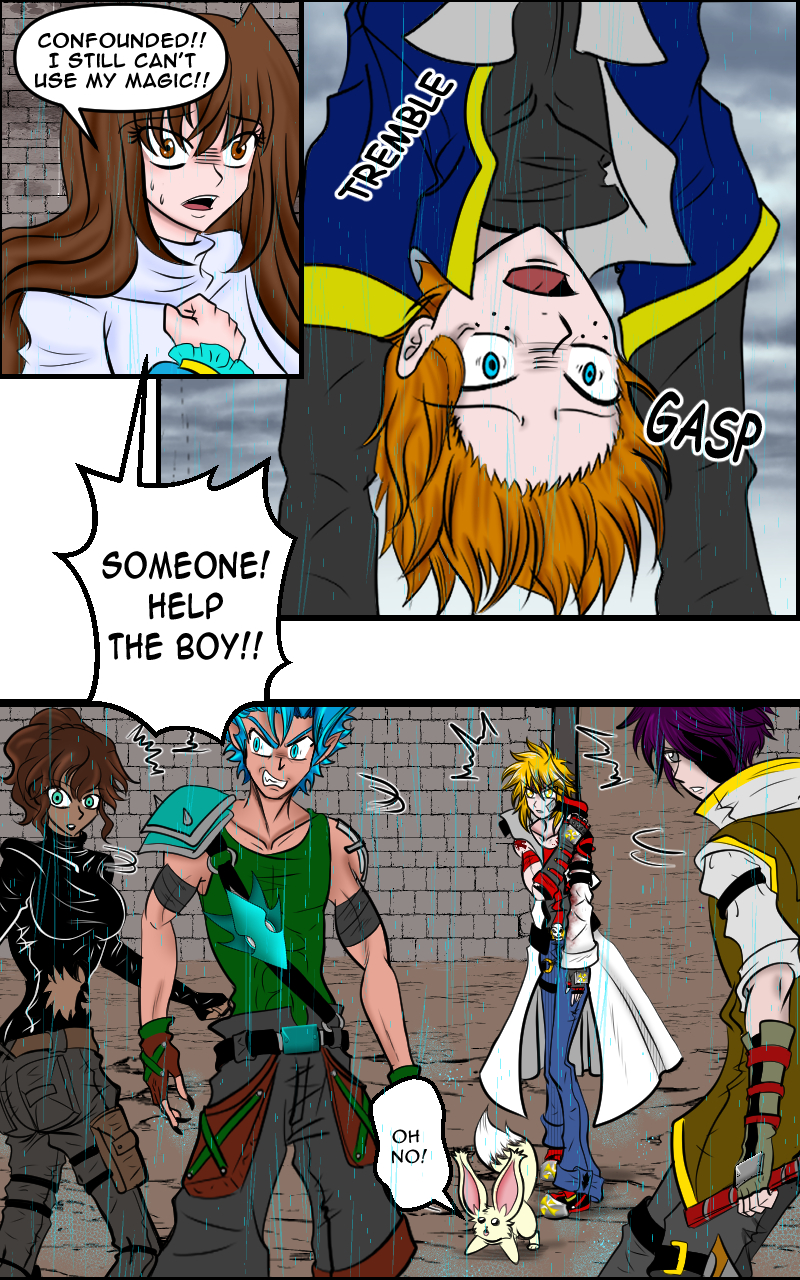 CONFOUNDED!!
I STILL CAN'T
USE MY MAGIC!!
TREMBLE
GASP
SOMEONE!
HELP
THE BOY!!
OH
NO!